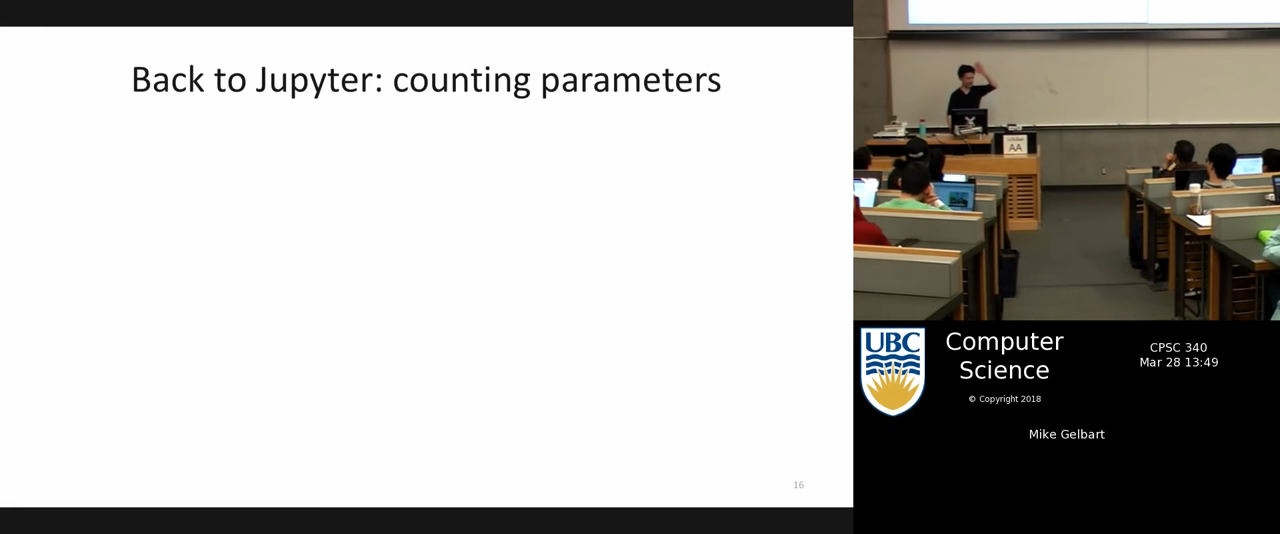 Back to Jupyter: counting parameters
16
AA
UBC
Computer
Science
© Copyright 2018
CPSC 340
Mar 28 13:49
Mike Gelbart